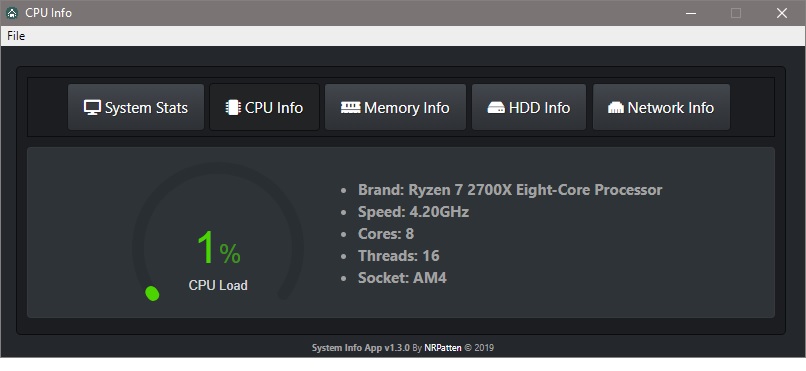 CPU Info
File
System Stats CPU Info Memory Info HDD Info Network Info
1%
CPU Load
Brand: Ryzen 7 2700X Eight-Core Processor
Speed: 4.20GHz
Cores: 8
Threads: 16
Socket: AM4
System Info App v1.3.0 By NRPatten © 2019